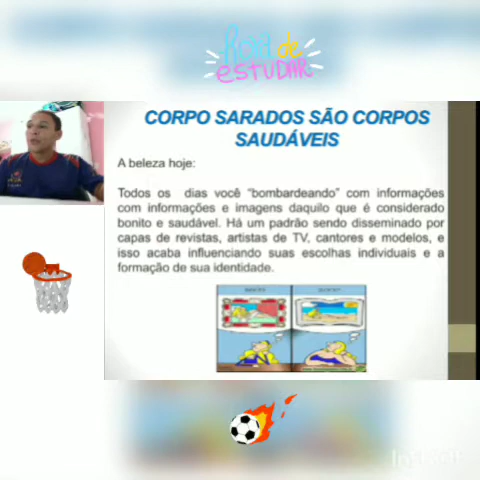 HORA de
ESTUDAR
CORPO SARADOS SÃO CORPOS
SAUDÁVEIS
A beleza hoje:
Todos os dias você “bombardeando” com informações
com informações e imagens daquilo que é considerado
bonito e saudável. Há um padrão sendo disseminado por
capas de revistas, artistas de TV, cantores e modelos, e
isso acaba influenciando suas escolhas individuais e a
formação de sua identidade.